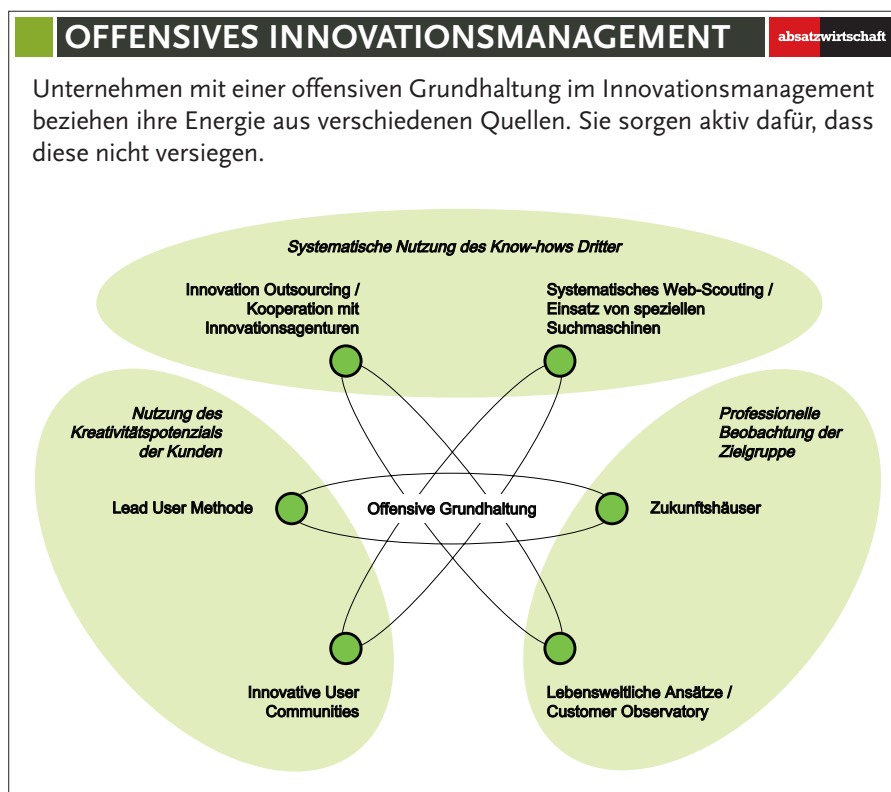 OFFENSIVES INNOVATIONSMANAGEMENT
absatzwirtschaft
Unternehmen mit einer offensiven Grundhaltung im Innovationsmanagement
beziehen ihre Energie aus verschiedenen Quellen. Sie sorgen aktiv dafür, dass
diese nicht versiegen.
Systematische Nutzung des Know-hows Dritter
Innovation Outsourcing /
Kooperation mit
Innovationsagenturen
Systematisches Web-Scouting /
Einsatz von speziellen
Suchmaschinen
Nutzung des
Kreativitätspotenzials
der Kunden
Professionelle
Beobachtung der
Zielgruppe
Lead User Methode
Offensive Grundhaltung
Zukunftshäuser
Innovative User
Communities
Lebensweltliche Ansätze /
Customer Observatory